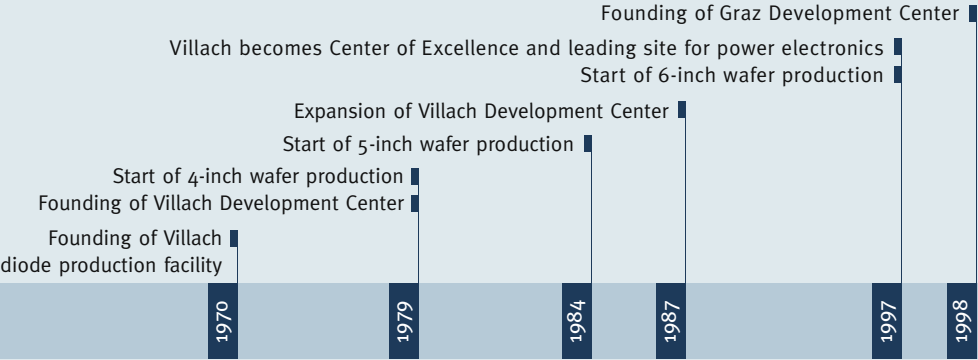 Founding of Graz Development Center
Villach becomes Center of Excellence and leading site for power electronics
Start of 6-inch wafer production
Expansion of Villach Development Center
Start of 5-inch wafer production
Start of 4-inch wafer production
Founding of Villach Development Center
Founding of Villach
diode production facility
1970
1979
1984
1987
1997
1998